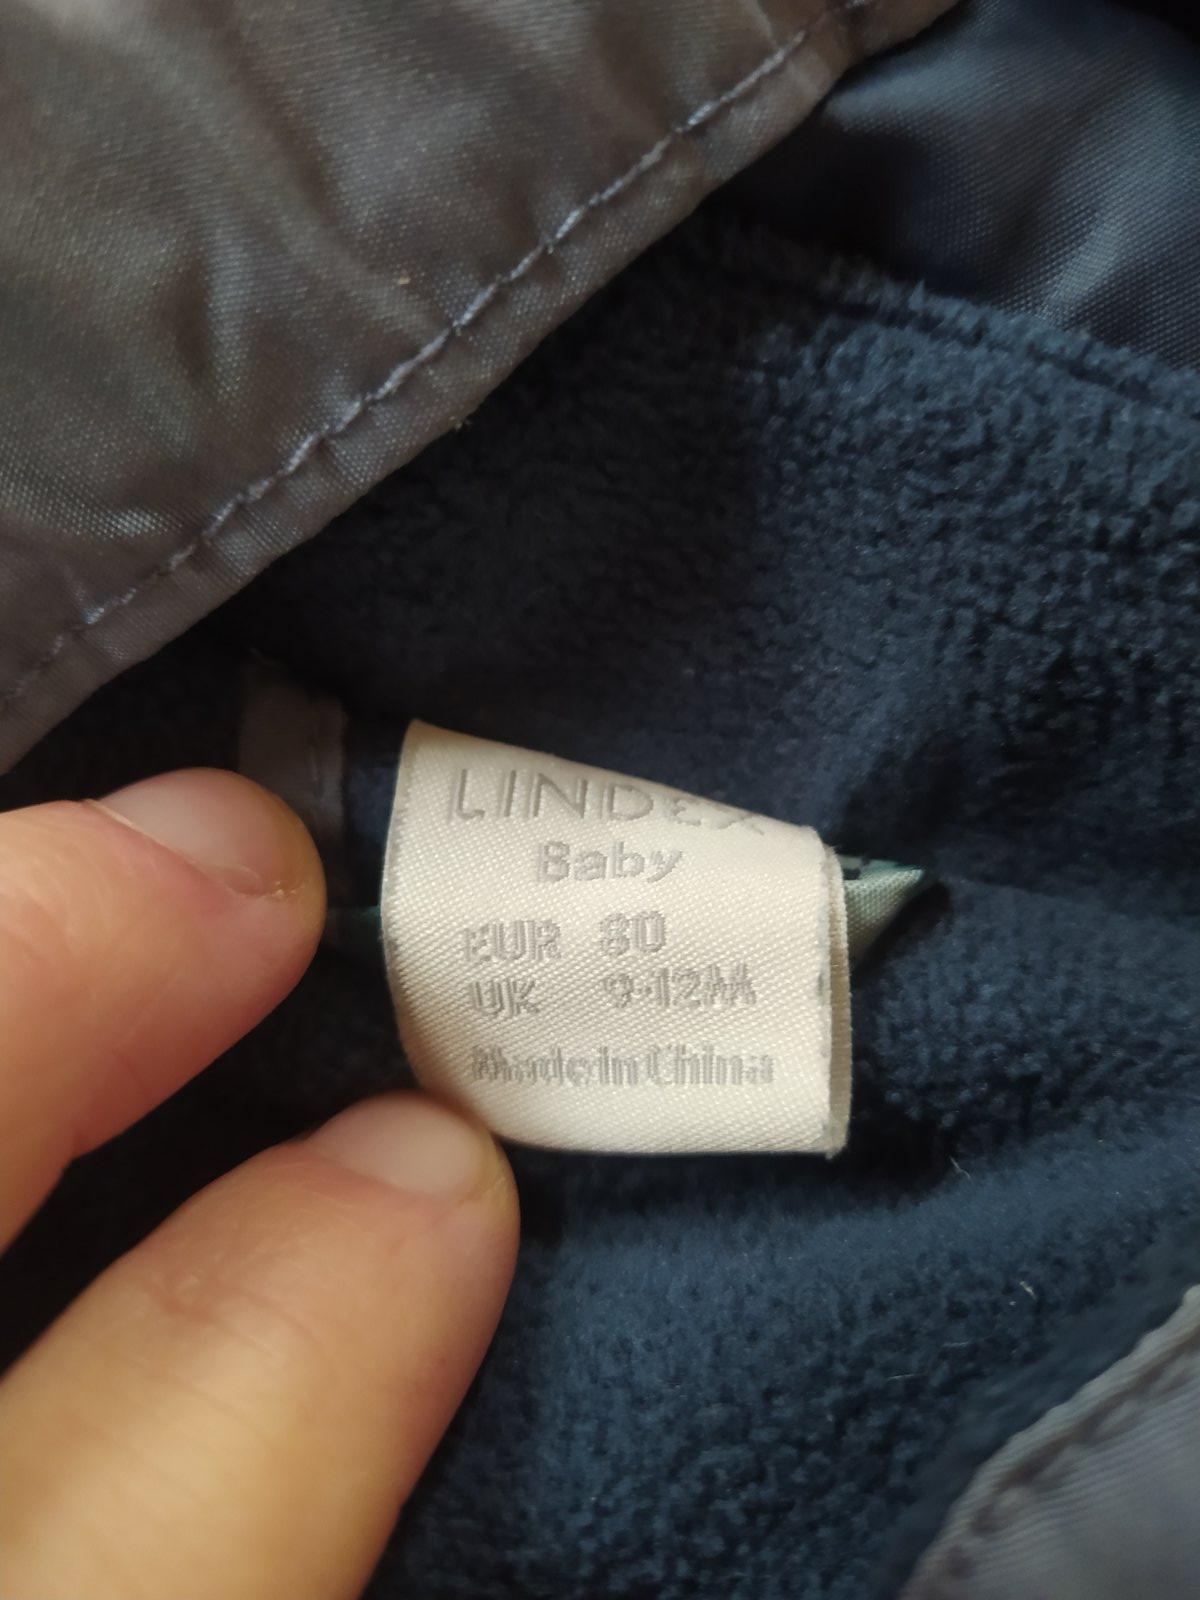 LINDEX
Baby
EUR 80
UK 9-12M
Made in China